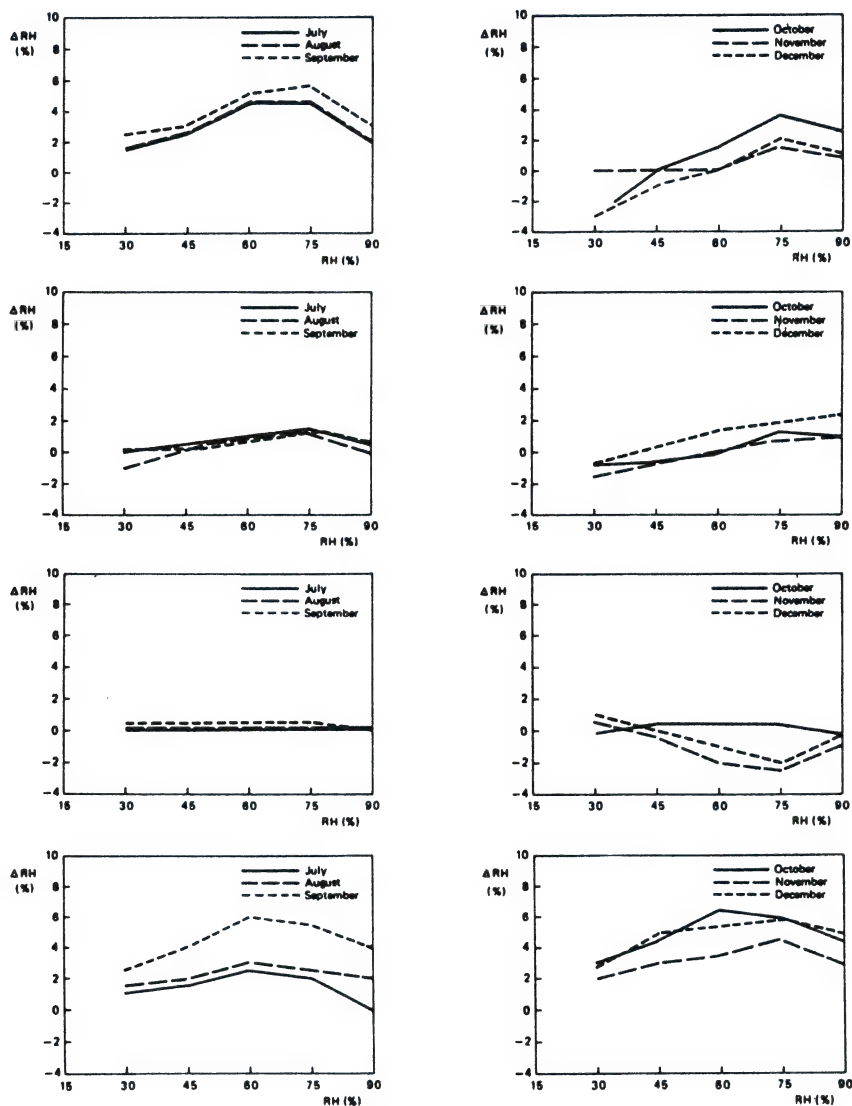 10
ΔRH
(%)
8
6
4
2
0
−2
−4
July
August
September
15 30 45 60 75 90
RH (%)
10
ΔRH
(%)
8
6
4
2
0
−2
−4
October
November
December
15 30 45 60 75 90
RH (%)
10
ΔRH
(%)
8
6
4
2
0
−2
−4
July
August
September
15 30 45 60 75 90
RH (%)
10
ΔRH
(%)
8
6
4
2
0
−2
−4
October
November
December
15 30 45 60 75 90
RH (%)
10
ΔRH
(%)
8
6
4
2
0
−2
−4
July
August
September
15 30 45 60 75 90
RH (%)
10
ΔRH
(%)
8
6
4
2
0
−2
−4
October
November
December
15 30 45 60 75 90
RH (%)
10
ΔRH
(%)
8
6
4
2
0
−2
−4
July
August
September
15 30 45 60 75 90
RH (%)
10
ΔRH
(%)
8
6
4
2
0
−2
−4
October
November
December
15 30 45 60 75 90
RH (%)